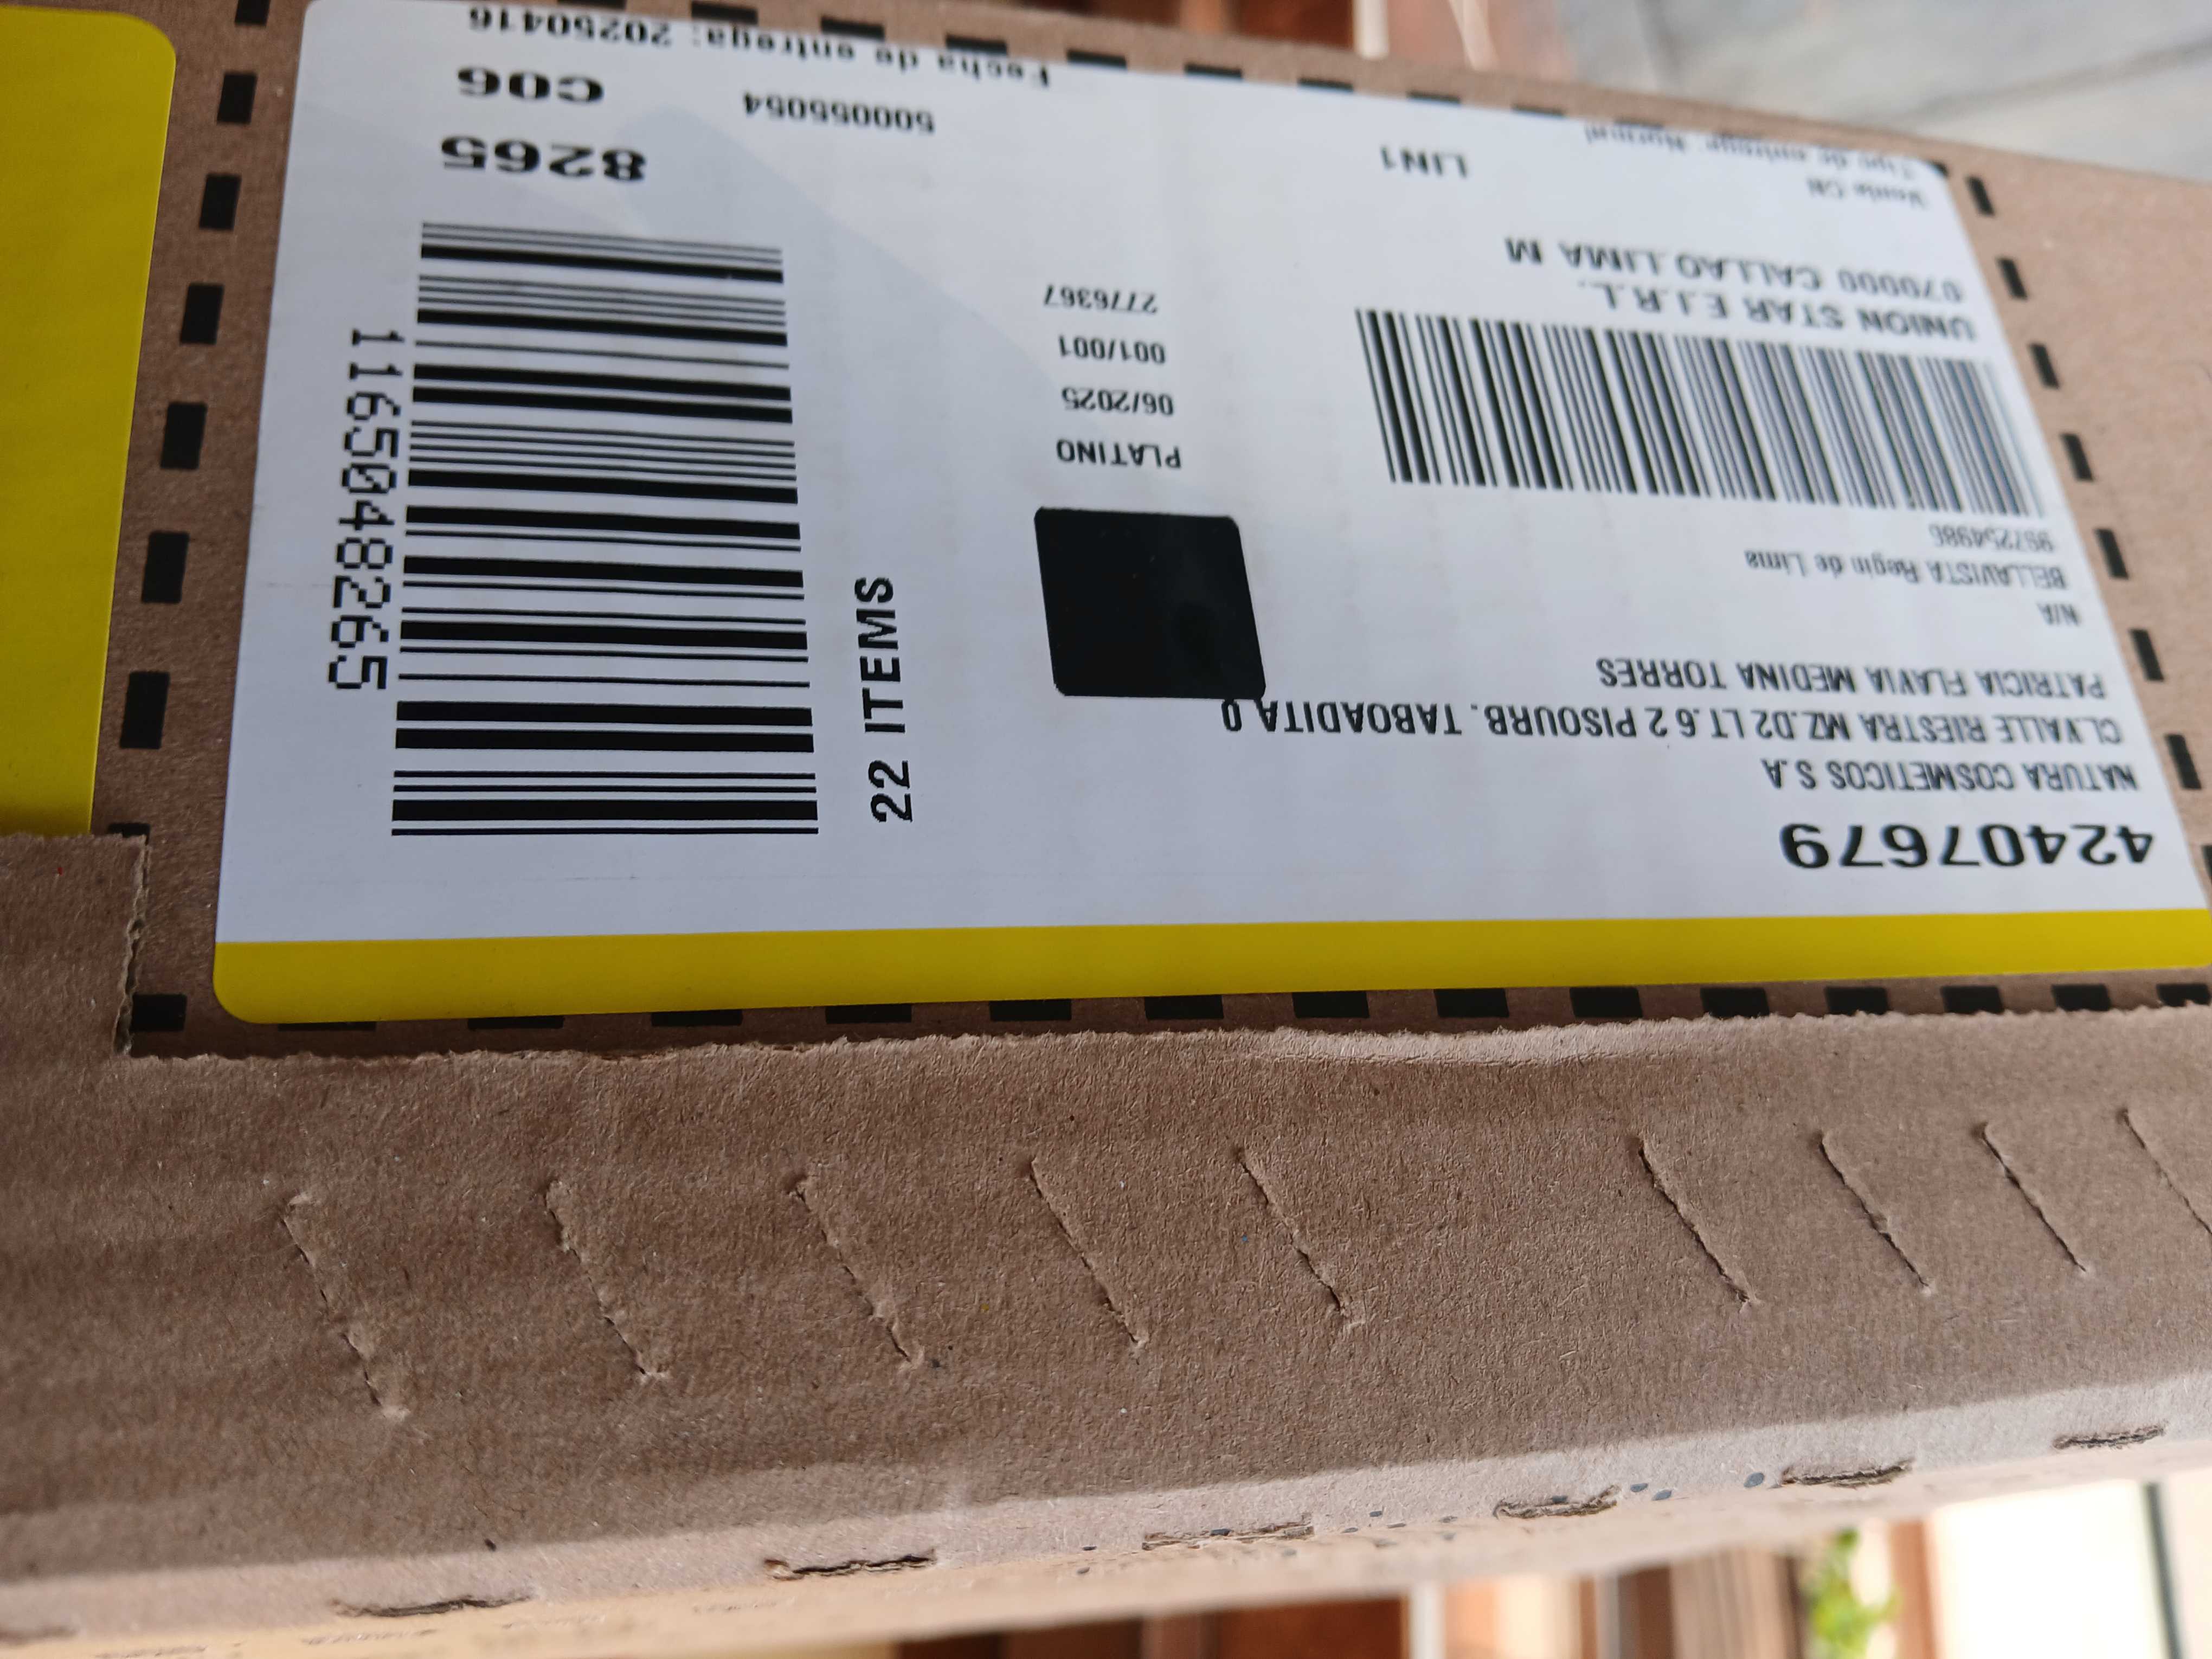 42407679
NATURA COSMETICOS S.A
CL.VALLE RIESTRA MZ.D2 LT.6 2 PISOURB. TABOADITA 0
PATRICIA FLAVIA MEDINA TORRES
N/A
BELLAVISTA Regin de Lima
997254986
UNION STAR E.I.R.L.
070000 CALLAO LIMA M
Venta CN
Tipo de entrega: Normal
LIN1
PLATINO
06/2025
001/001
2776367
500055054
Fecha de entrega: 20250416
22 ITEMS
1165048265
8265
C06